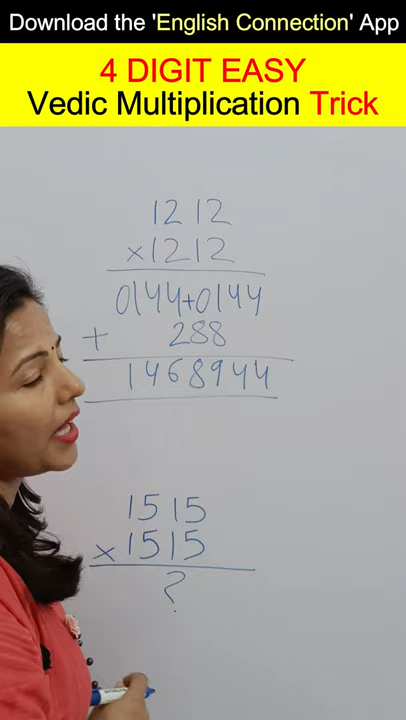 Download the 'English Connection' App
4 DIGIT EASY
Vedic Multiplication Trick
1212
×1212
0144+0144
+ 288
1468944
1515
×1515
?